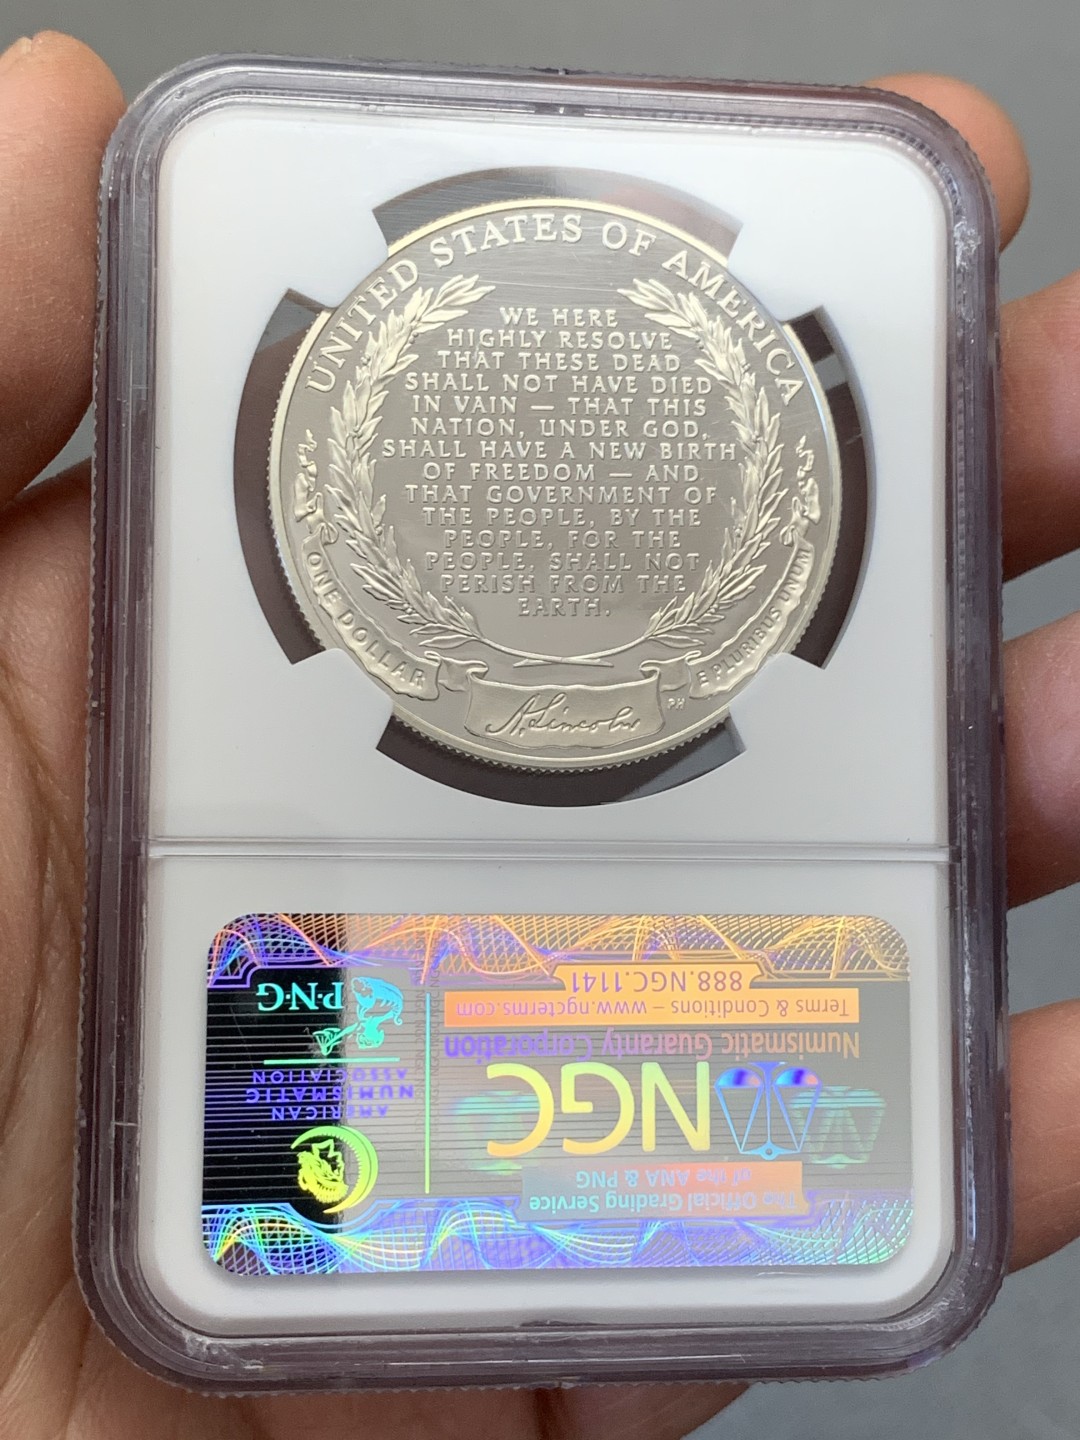 UNITED STATES OF AMERICA
WE HERE
HIGHLY RESOLVE
THAT THESE DEAD
SHALL NOT HAVE DIED
IN VAIN — THAT THIS
NATION, UNDER GOD,
SHALL HAVE A NEW BIRTH
OF FREEDOM — AND
THAT GOVERNMENT OF
THE PEOPLE, BY THE
PEOPLE, FOR THE
PEOPLE, SHALL NOT
PERISH FROM THE
EARTH.
ONE DOLLAR
E PLURIBUS UNUM
PH
A. Lincoln
The Official Grading Service
of the ANA & PNG
NGC
Numismatic Guaranty Corporation
Terms & Conditions – www.ngcterms.com
888.NGC.1141
AMERICAN
NUMISMATIC
ASSOCIATION
P·N·G